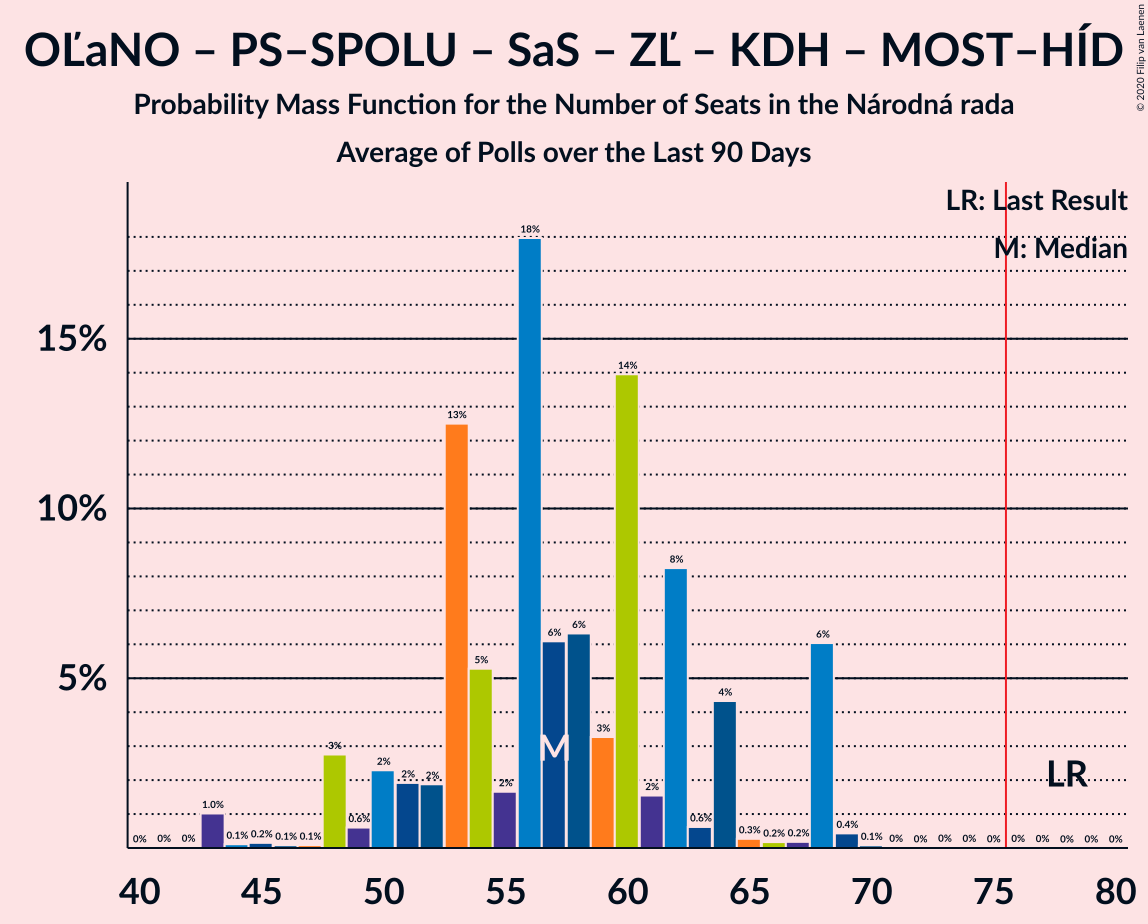 OĽaNO – PS–SPOLU – SaS – ZĽ – KDH – MOST–HÍD
Probability Mass Function for the Number of Seats in the Národná rada
Average of Polls over the Last 90 Days
© 2020 Filip van Laenen
LR: Last Result
M: Median
15%
10%
5%
0% 0% 0% 1.0% 0.1% 0.2% 0.1% 0.1% 3% 0.6% 2% 2% 2% 13% 5% 2% 18% 6% 6% 3% 14% 2% 8% 0.6% 4% 0.3% 0.2% 0.2% 6% 0.4% 0.1% 0% 0% 0% 0% 0% 0% 0% 0% 0% 0%
M
LR
40 45 50 55 60 65 70 75 80